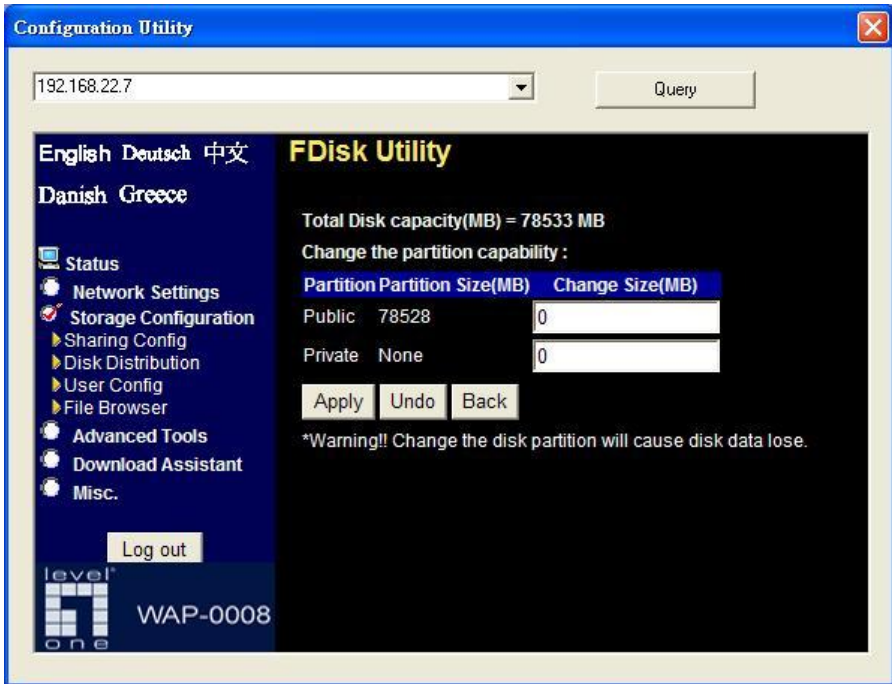 Configuration Utility
192.168.22.7
Query
English Deutsch 中文
Danish Greece
Status
Network Settings
Storage Configuration
Sharing Config
Disk Distribution
User Config
File Browser
Advanced Tools
Download Assistant
Misc.
Log out
level
one
WAP-0008
FDisk Utility
Total Disk capacity(MB) = 78533 MB
Change the partition capability :
Partition Partition Size(MB) Change Size(MB)
Public 78528 0
Private None 0
Apply Undo Back
*Warning!! Change the disk partition will cause disk data lose.